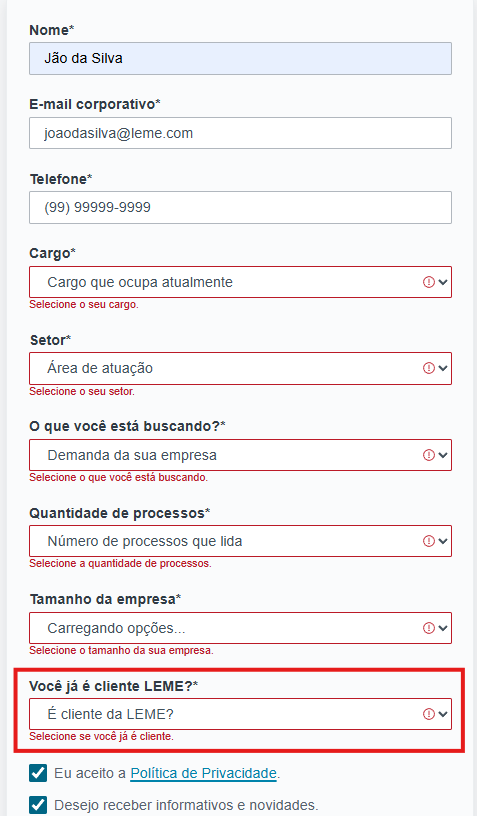 Nome*
Jão da Silva
E-mail corporativo*
joaodasilva@leme.com
Telefone*
(99) 99999-9999
Cargo*
Cargo que ocupa atualmente
Selecione o seu cargo.
Setor*
Área de atuação
Selecione o seu setor.
O que você está buscando?*
Demanda da sua empresa
Selecione o que você está buscando.
Quantidade de processos*
Número de processos que lida
Selecione a quantidade de processos.
Tamanho da empresa*
Carregando opções...
Selecione o tamanho da sua empresa.
Você já é cliente LEME?*
É cliente da LEME?
Selecione se você já é cliente.
Eu aceito a Política de Privacidade.
Desejo receber informativos e novidades.